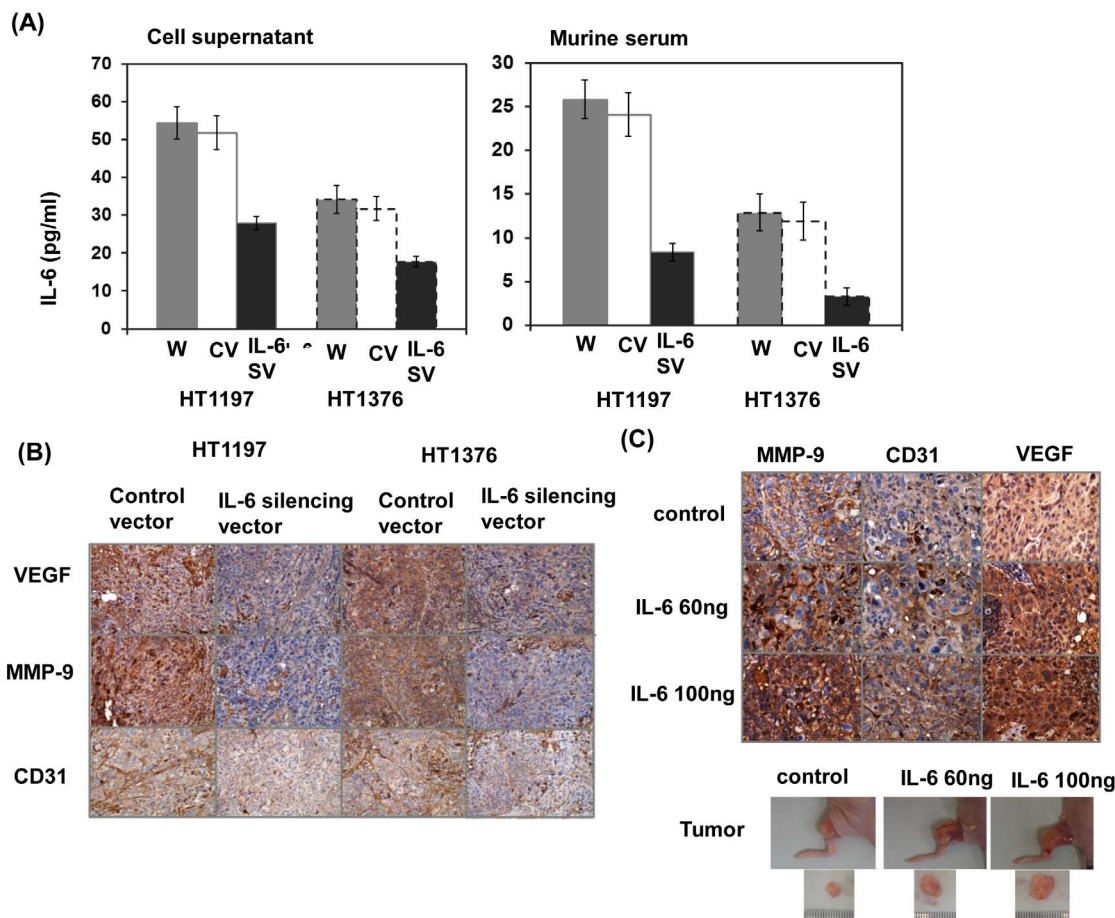 (A)
Cell supernatant
Murine serum
IL-6 (pg/ml)
70
60
50
40
30
20
10
0
W CV IL-6 SV W CV IL-6 SV
HT1197 HT1376
30
25
20
15
10
5
0
W CV IL-6 SV W CV IL-6 SV
HT1197 HT1376
(B)
HT1197 HT1376
Control vector
IL-6 silencing vector
Control vector
IL-6 silencing vector
VEGF
MMP-9
CD31
(C)
MMP-9 CD31 VEGF
control
IL-6 60ng
IL-6 100ng
control IL-6 60ng IL-6 100ng
Tumor